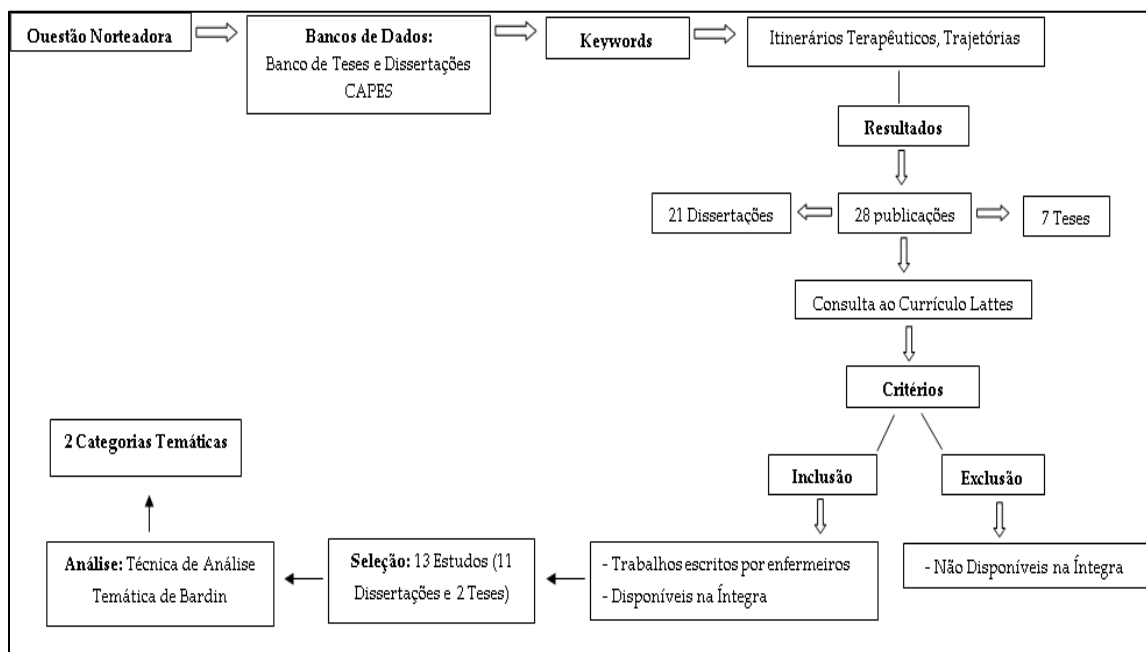 Questão Norteadora
Bancos de Dados:
Banco de Teses e Dissertações
CAPES
Keywords
Itinerários Terapêuticos, Trajetórias
Resultados
21 Dissertações
28 publicações
7 Teses
Consulta ao Currículo Lattes
Critérios
Inclusão
Exclusão
- Trabalhos escritos por enfermeiros
- Disponíveis na Íntegra
- Não Disponíveis na Íntegra
Seleção: 13 Estudos (11
Dissertações e 2 Teses)
Análise: Técnica de Análise
Temática de Bardin
2 Categorias Temáticas